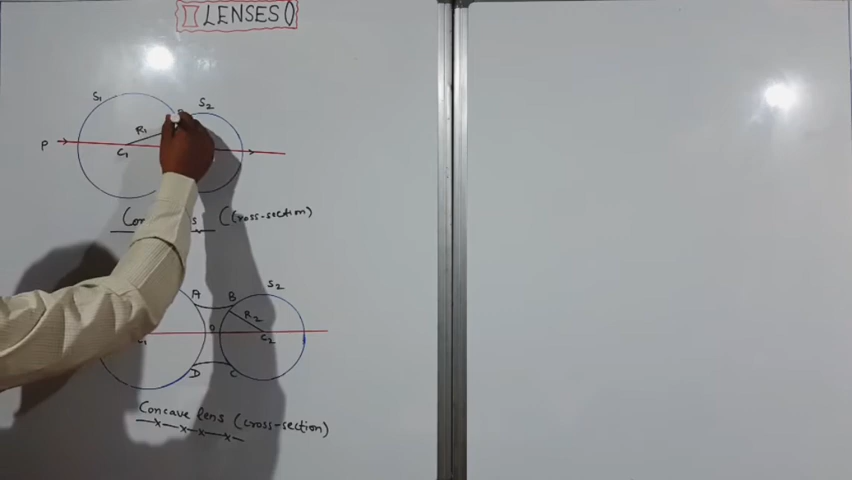 LENSES
S1
S2
R1
P
C1
(Cross-section)
S2
A
B
R2
O
C2
D
C
Concave lens (cross-section)